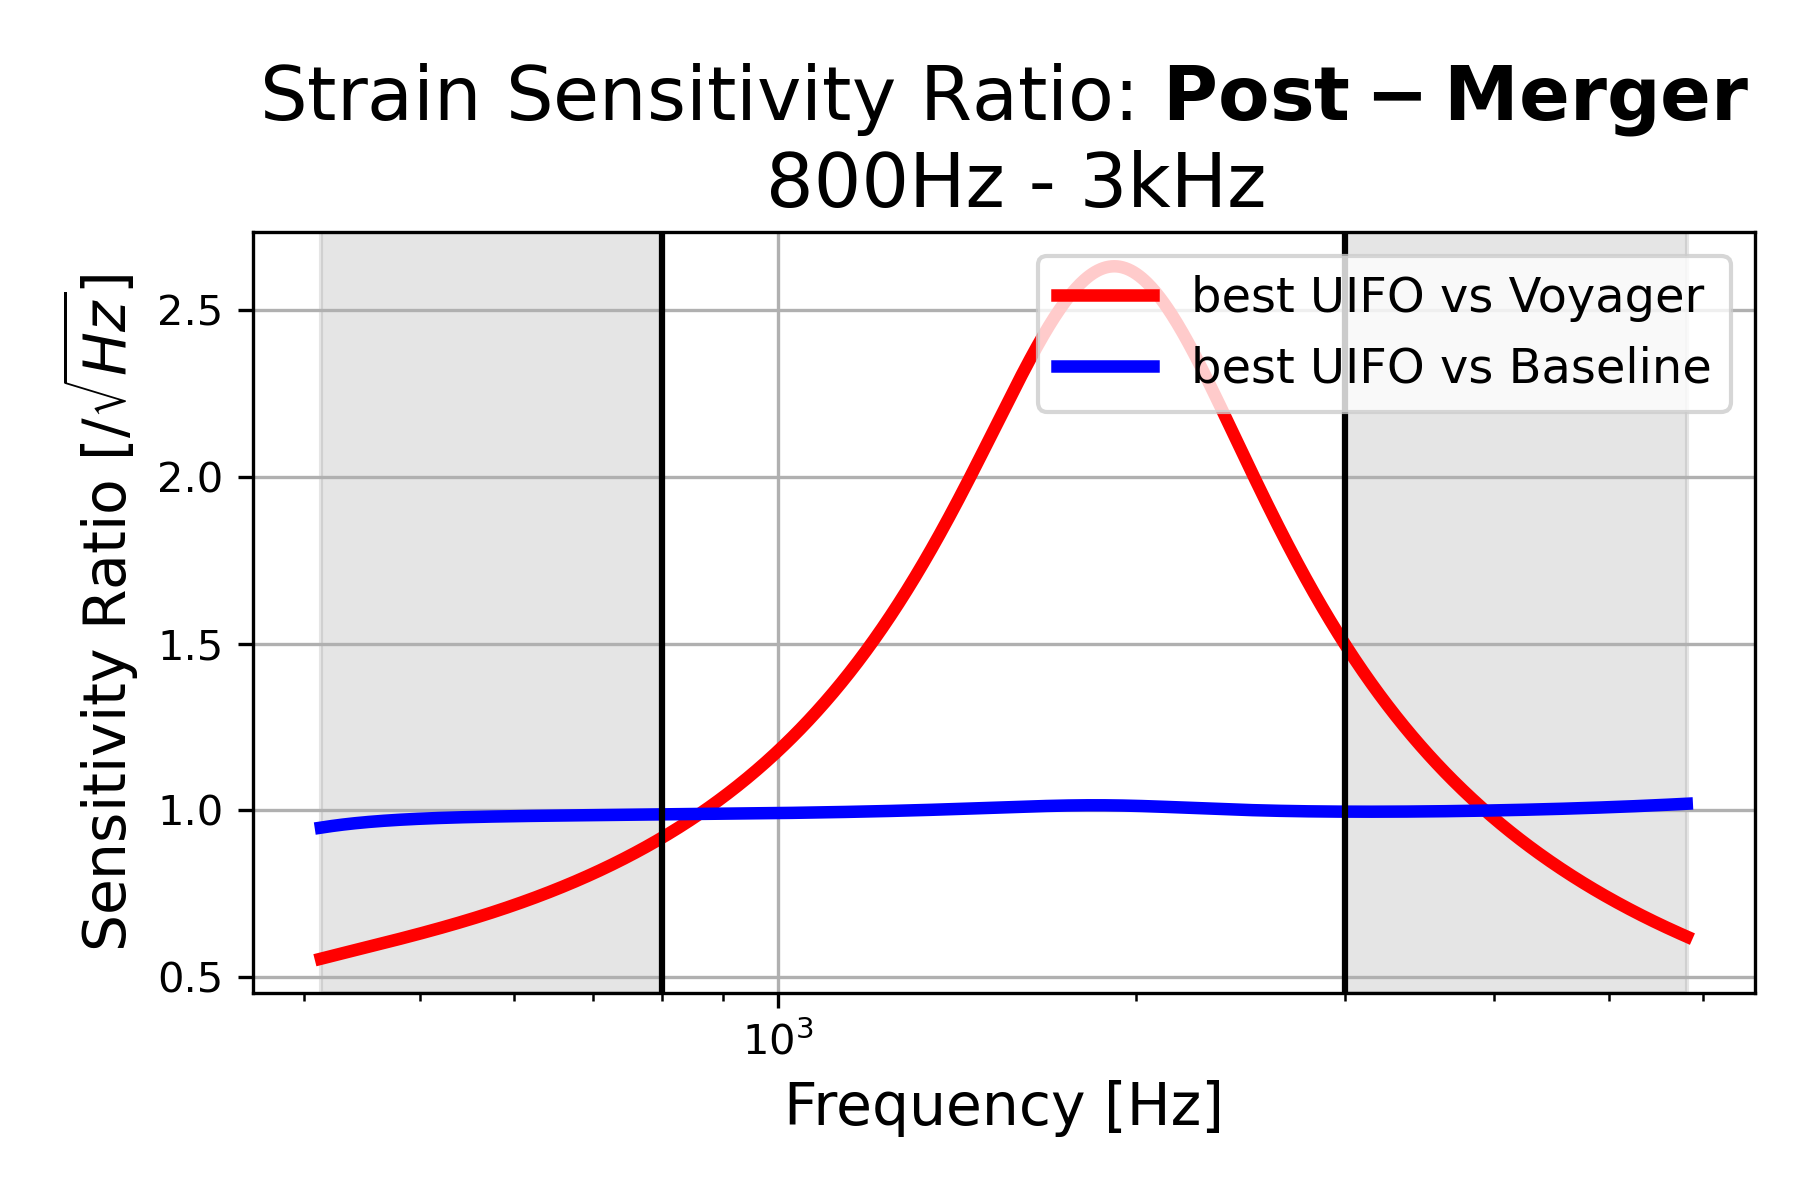 Strain Sensitivity Ratio: Post − Merger
800Hz - 3kHz
Sensitivity Ratio [/√Hz]
2.5
2.0
1.5
1.0
0.5
best UIFO vs Voyager
best UIFO vs Baseline
10³
Frequency [Hz]